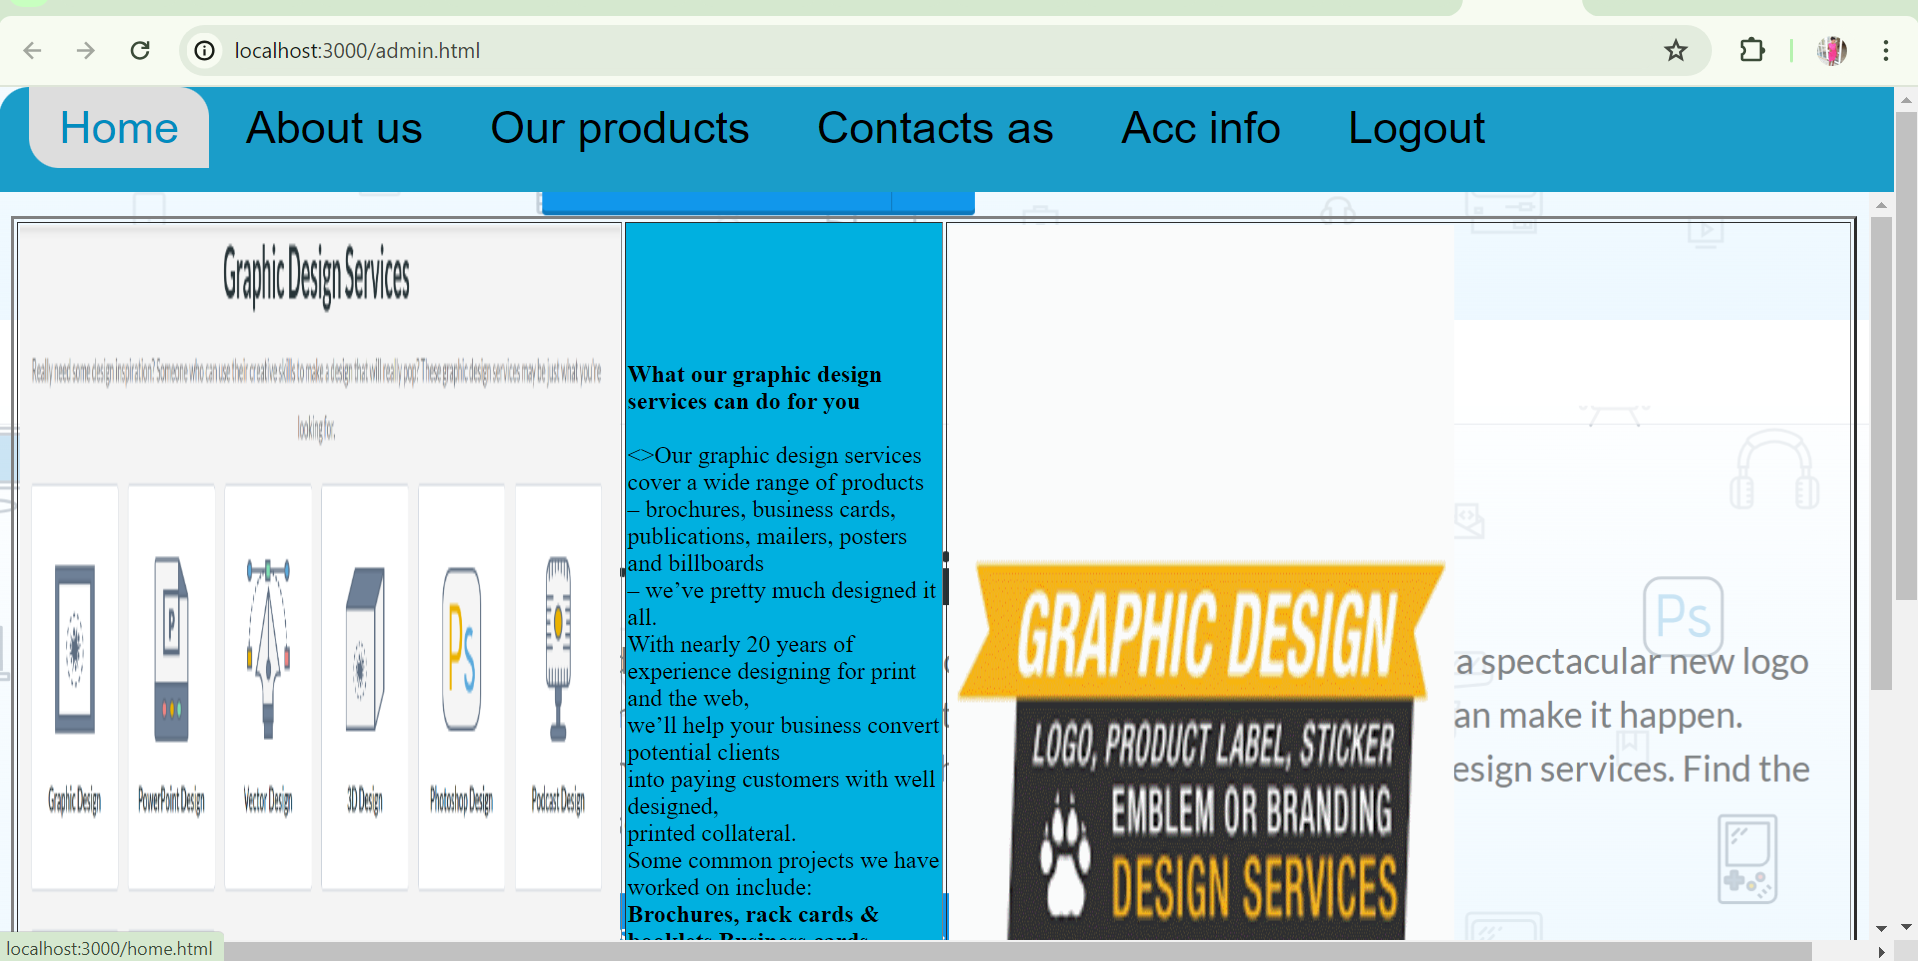 localhost:3000/admin.html
Home About us Our products Contacts as Acc info Logout
Graphic Design Services
Really need some design inspiration? Someone who can use their creative skills to make a design that will really pop? These graphic design services may be just what you're
looking for.
P
Ps
Graphic Design PowerPoint Design Vector Design 3D Design Photoshop Design Podcast Design
What our graphic design
services can do for you
<>Our graphic design services
cover a wide range of products
– brochures, business cards,
publications, mailers, posters
and billboards
– we’ve pretty much designed it
all.
With nearly 20 years of
experience designing for print
and the web,
we’ll help your business convert
potential clients
into paying customers with well
designed,
printed collateral.
Some common projects we have
worked on include:
Brochures, rack cards &
booklets Business cards
GRAPHIC DESIGN
LOGO, PRODUCT LABEL, STICKER
EMBLEM OR BRANDING
DESIGN SERVICES
Ps
a spectacular new logo
an make it happen.
esign services. Find the
localhost:3000/home.html